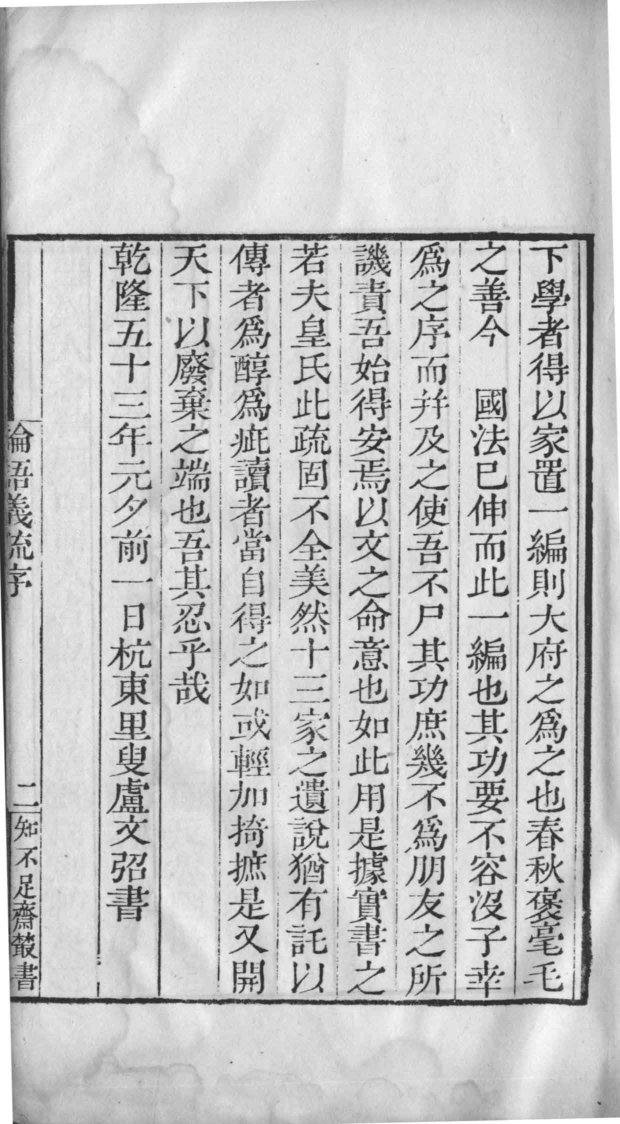 下學者得以家置一編則大府之爲之也春秋襃毫毛
之善今　國法已伸而此一編也其功要不容沒子幸
爲之序而幷及之使吾不尸其功庶幾不爲朋友之所
譏責吾始得安焉以文之命意也如此用是據實書之
若夫皇氏此疏固不全美然十三家之遺說猶有託以
傳者爲醇爲疵讀者當自得之如或輕加掎摭是又開
天下以廢棄之端也吾其忍乎哉
乾隆五十三年元夕前一日杭東里叟盧文弨書
論語義疏序　二　知不足齋叢書